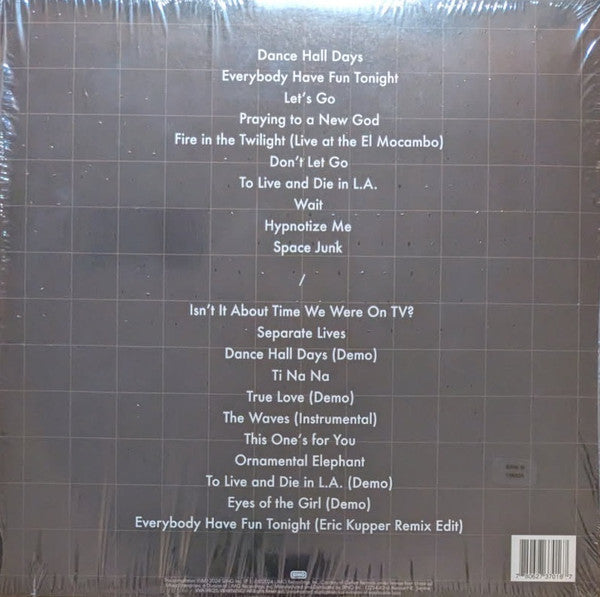 Dance Hall Days
Everybody Have Fun Tonight
Let's Go
Praying to a New God
Fire in the Twilight (Live at the El Mocambo)
Don't Let Go
To Live and Die in L.A.
Wait
Hypnotize Me
Space Junk
/
Isn't It About Time We Were On TV?
Separate Lives
Dance Hall Days (Demo)
Ti Na Na
True Love (Demo)
The Waves (Instrumental)
This One's for You
Ornamental Elephant
To Live and Die in L.A. (Demo)
Eyes of the Girl (Demo)
Everybody Have Fun Tonight (Eric Kupper Remix Edit)